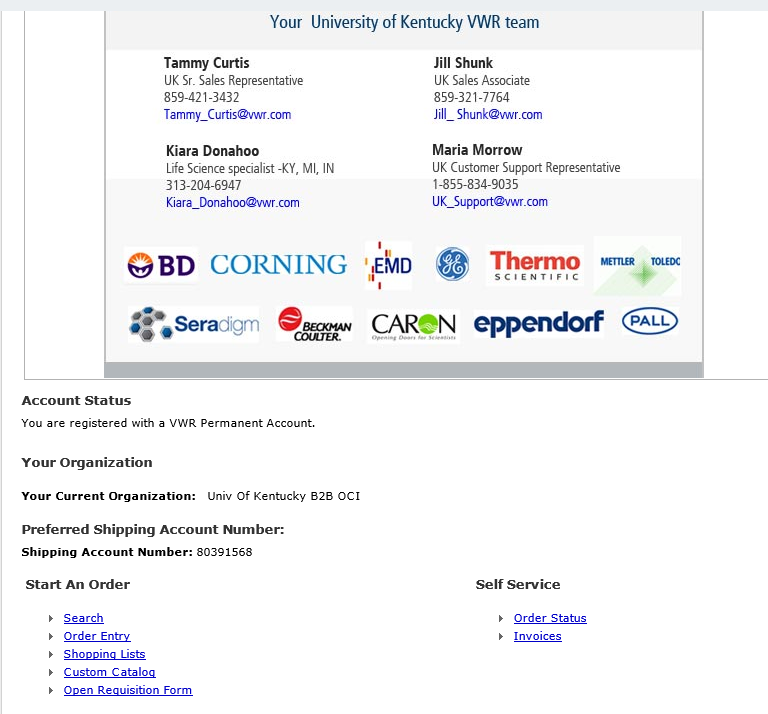 Your University of Kentucky VWR team
Tammy Curtis
UK Sr. Sales Representative
859-421-3432
Tammy_Curtis@vwr.com
Jill Shunk
UK Sales Associate
859-321-7764
Jill_ Shunk@vwr.com
Kiara Donahoo
Life Science specialist -KY, MI, IN
313-204-6947
Kiara_Donahoo@vwr.com
Maria Morrow
UK Customer Support Representative
1-855-834-9035
UK_Support@vwr.com
BD CORNING EMD GE Thermo SCIENTIFIC METTLER TOLEDO
Seradigm BECKMAN COULTER. CARON Opening Doors for Scientists eppendorf PALL
Account Status
You are registered with a VWR Permanent Account.
Your Organization
Your Current Organization: Univ Of Kentucky B2B OCI
Preferred Shipping Account Number:
Shipping Account Number: 80391568
Start An Order
Search
Order Entry
Shopping Lists
Custom Catalog
Open Requisition Form
Self Service
Order Status
Invoices